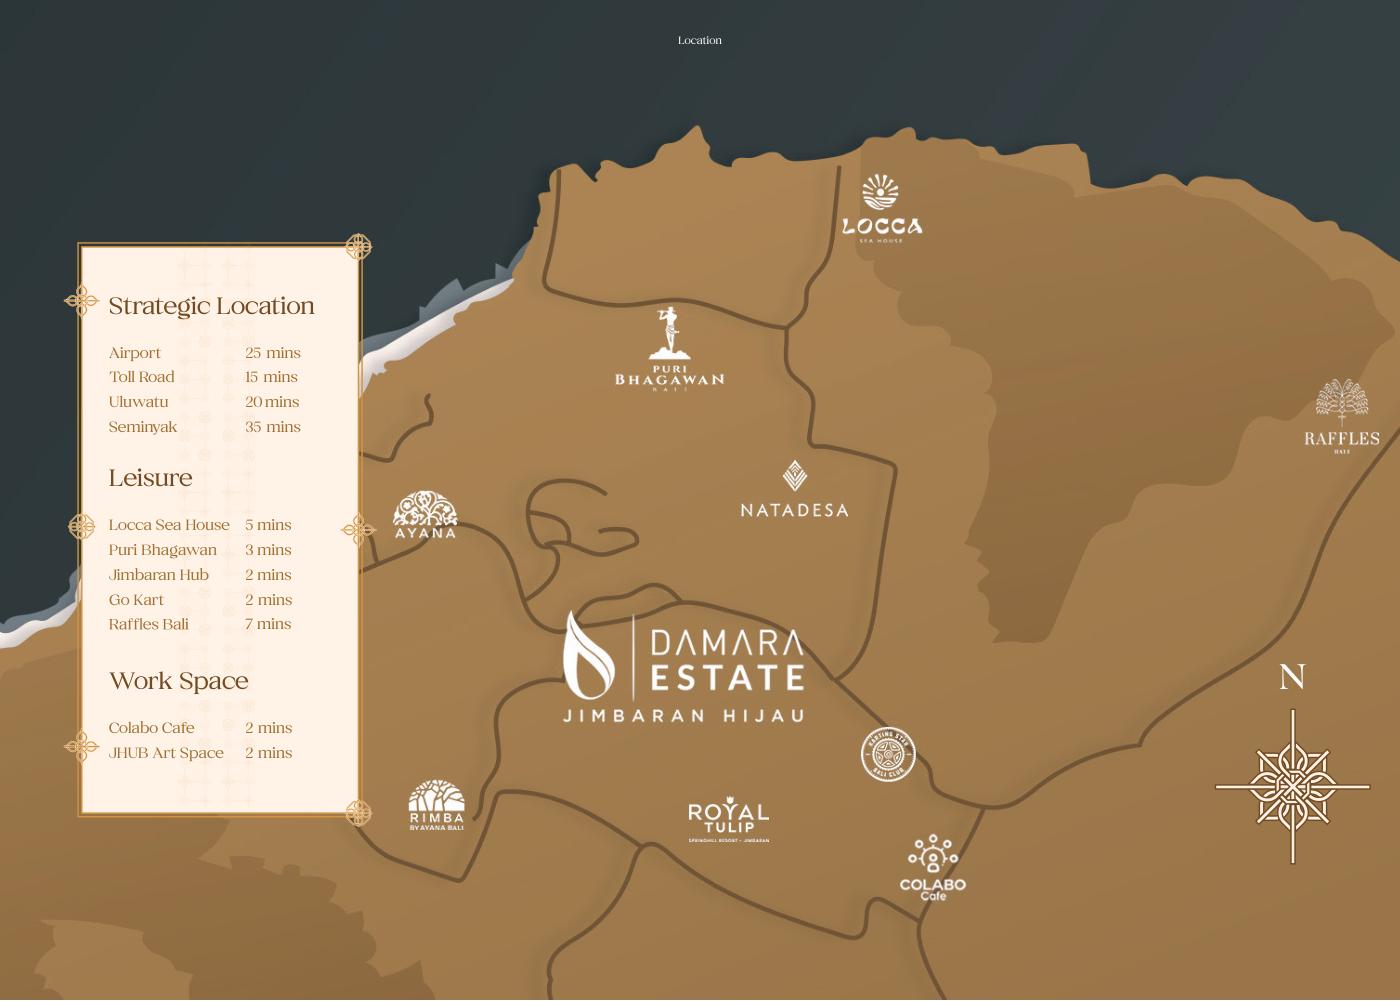 Location
Strategic Location
Airport 25 mins
Toll Road 15 mins
Uluwatu 20 mins
Seminyak 35 mins
Leisure
Locca Sea House 5 mins
Puri Bhagawan 3 mins
Jimbaran Hub 2 mins
Go Kart 2 mins
Raffles Bali 7 mins
Work Space
Colabo Cafe 2 mins
JHUB Art Space 2 mins
LOCCA
SEA HOUSE
PURI
BHAGAWAN
BALI
RAFFLES
BALI
NATADESA
AYANA
DAMARA
ESTATE
JIMBARAN HIJAU
N
KARTING STAR
BALI CLUB
RIMBA
BY AYANA BALI
ROYAL
TULIP
SPRINGHILL RESORT - JIMBARAN
COLABO
Cafe